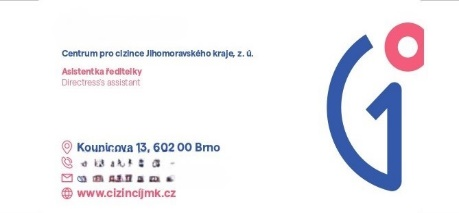 Centrum pro cizince Jihomoravského kraje, z. ú.
Asistentka ředitelky
Directress's assistant
Kounicova 13, 602 00 Brno
www.cizincijmk.cz